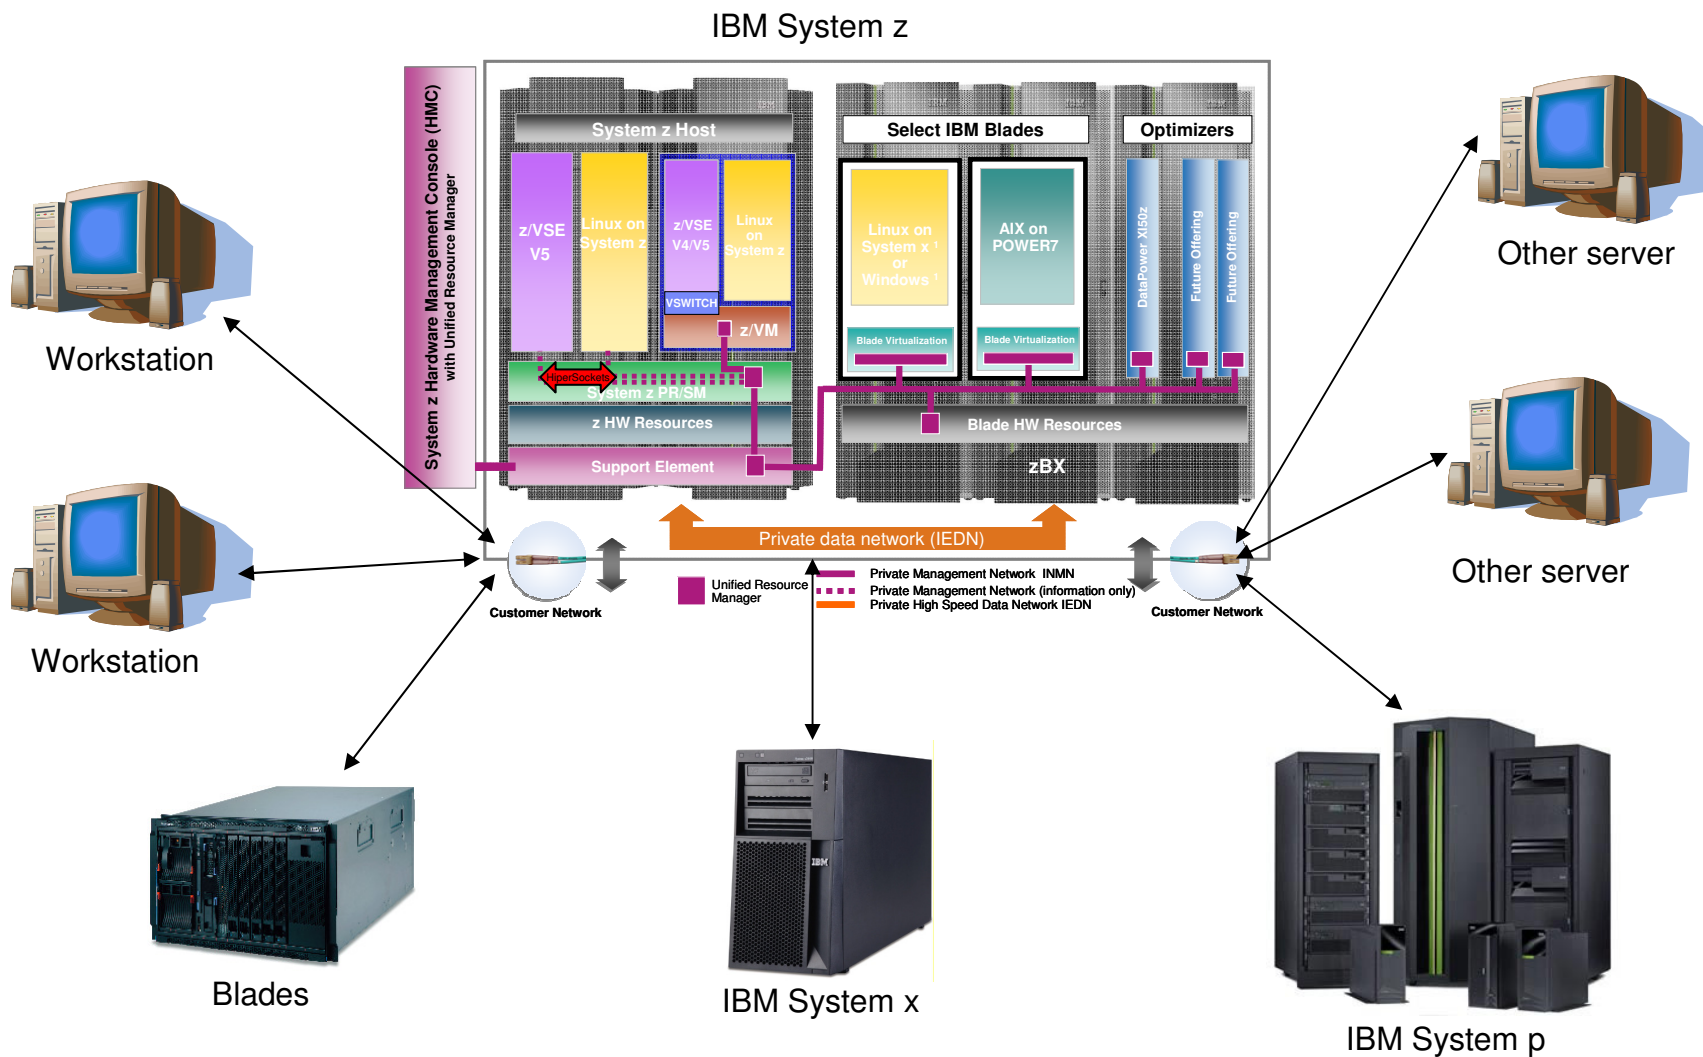 IBM System z
System z Hardware Management Console (HMC)
with Unified Resource Manager
IBM
System z Host
Select IBM Blades
Optimizers
z/VSE
V5
Linux on
System z
z/VSE
V4/V5
Linux
on
System z
VSWITCH
z/VM
Linux on
System x ¹
or
Windows ¹
AIX on
POWER7
Blade Virtualization
Blade Virtualization
DataPower XI50z
Future Offering
Future Offering
HiperSockets
System z PR/SM
z HW Resources
Support Element
Blade HW Resources
zBX
Private data network (IEDN)
Customer Network
Customer Network
Unified Resource
Manager
Private Management Network INMN
Private Management Network (information only)
Private High Speed Data Network IEDN
Workstation
Workstation
Other server
Other server
Blades
IBM
IBM System x
IBM System p